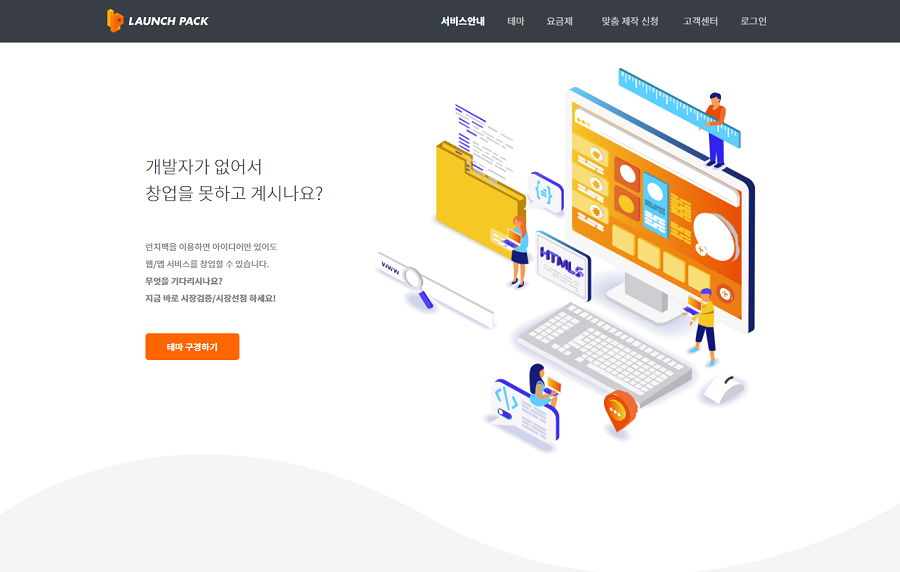 LAUNCH PACK
서비스안내 테마 요금제 맞춤 제작 신청 고객센터 로그인
개발자가 없어서
창업을 못하고 계시나요?
런치팩을 이용하면 아이디어만 있어도
웹/앱 서비스를 창업할 수 있습니다.
무엇을 기다리시나요?
지금 바로 시장검증/시장선점 하세요!
테마 구경하기
WWW
HTML5